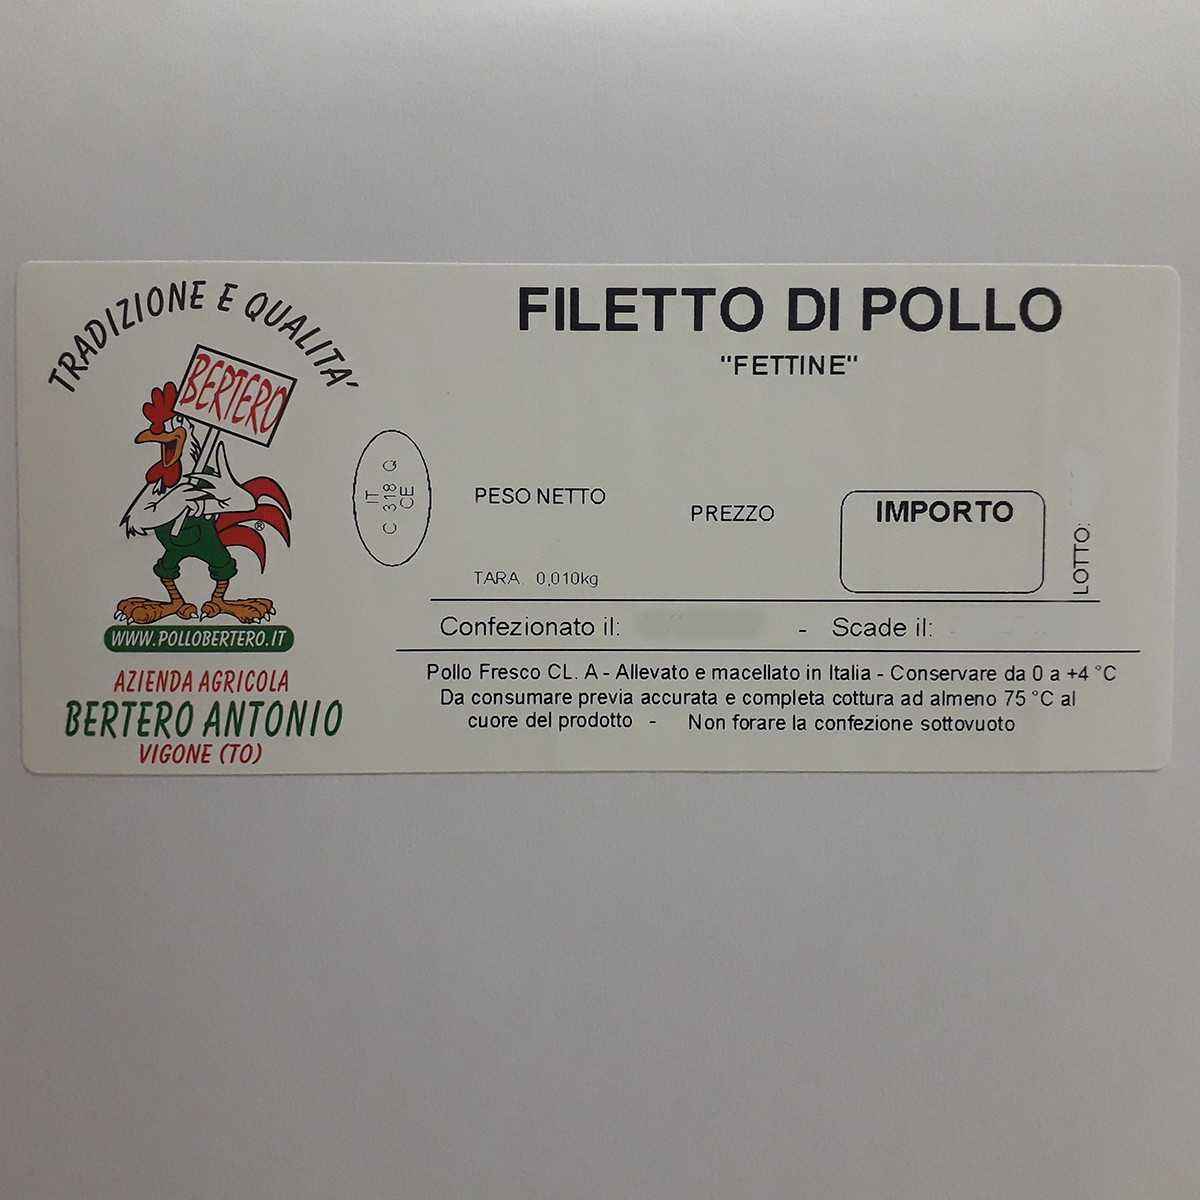 TRADIZIONE E QUALITA'
BERTERO
®
WWW.POLLOBERTERO.IT
AZIENDA AGRICOLA
BERTERO ANTONIO
VIGONE (TO)
IT
C 318 Q
CE
FILETTO DI POLLO
"FETTINE"
PESO NETTO
PREZZO
IMPORTO
LOTTO:
TARA 0,010kg
Confezionato il: - Scade il:
Pollo Fresco CL. A - Allevato e macellato in Italia - Conservare da 0 a +4 °C
Da consumare previa accurata e completa cottura ad almeno 75 °C al
cuore del prodotto - Non forare la confezione sottovuoto